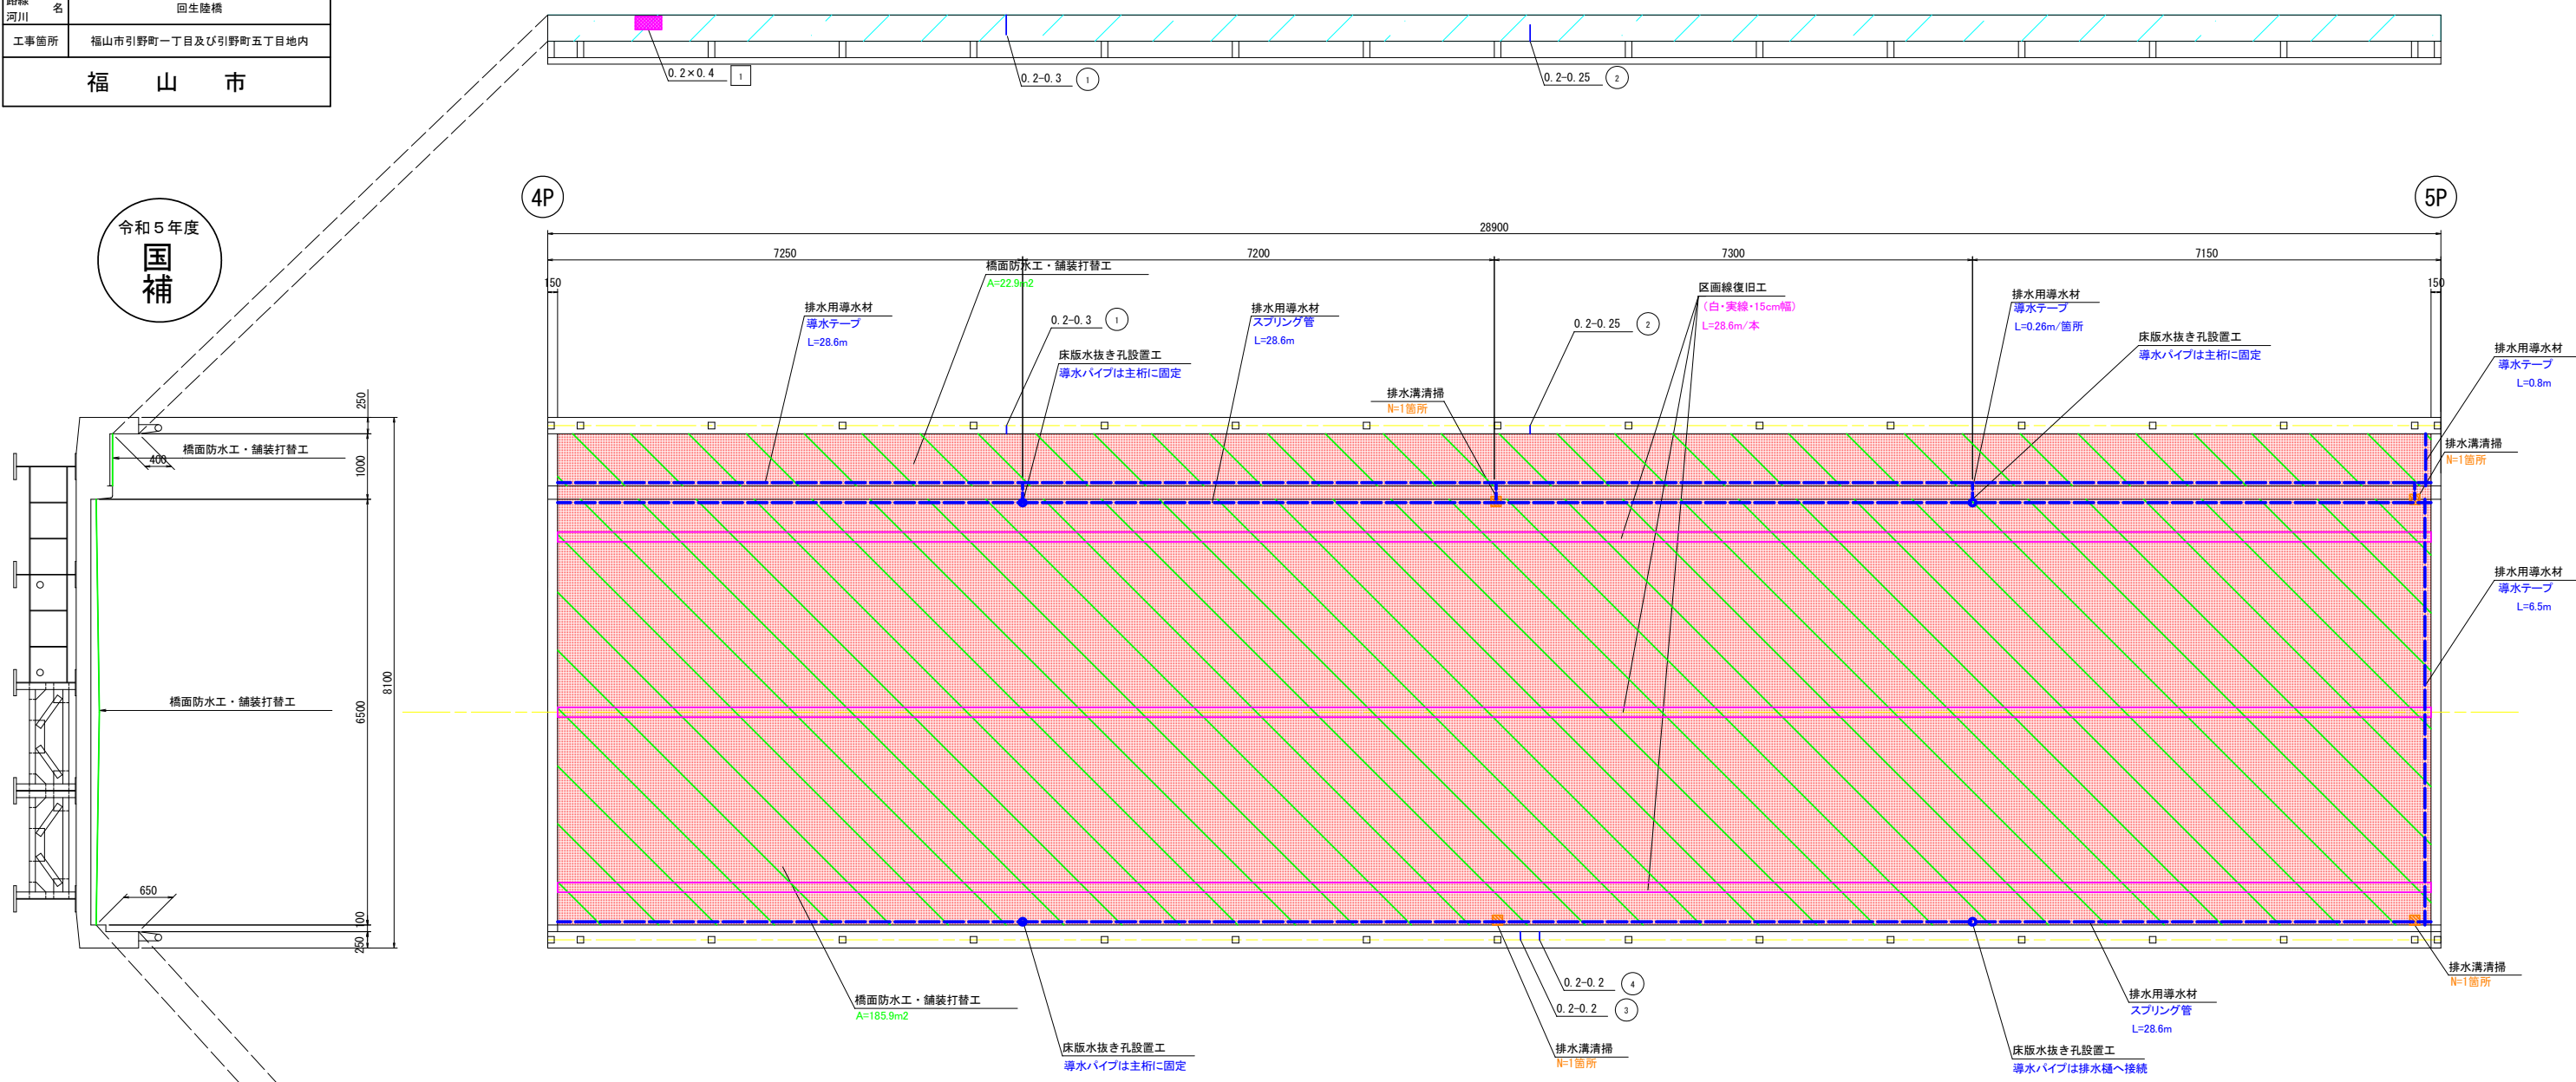 路線
河川
名
回生陸橋
工事箇所
福山市引野町一丁目及び引野町五丁目地内
福 山 市
令和5年度
国
補
0.2×0.4 1
0.2-0.3 1
0.2-0.25 2
4P
5P
28900
7250
7200
7300
7150
150
150
橋面防水工・舗装打替工
A=22.9m2
排水用導水材
導水テープ
L=28.6m
0.2-0.3 1
床版水抜き孔設置工
導水パイプは主桁に固定
排水用導水材
スプリング管
L=28.6m
排水溝清掃
N=1箇所
0.2-0.25 2
区画線復旧工
(白・実線・15cm幅)
L=28.6m/本
排水用導水材
導水テープ
L=0.26m/箇所
床版水抜き孔設置工
導水パイプは主桁に固定
排水用導水材
導水テープ
L=0.8m
排水溝清掃
N=1箇所
排水用導水材
導水テープ
L=6.5m
250
橋面防水工・舗装打替工
400
1000
橋面防水工・舗装打替工
6500
8100
650
100
250
橋面防水工・舗装打替工
A=185.9m2
床版水抜き孔設置工
導水パイプは主桁に固定
0.2-0.2 4
0.2-0.2 3
排水溝清掃
N=1箇所
排水用導水材
スプリング管
L=28.6m
床版水抜き孔設置工
導水パイプは排水樋へ接続
排水溝清掃
N=1箇所